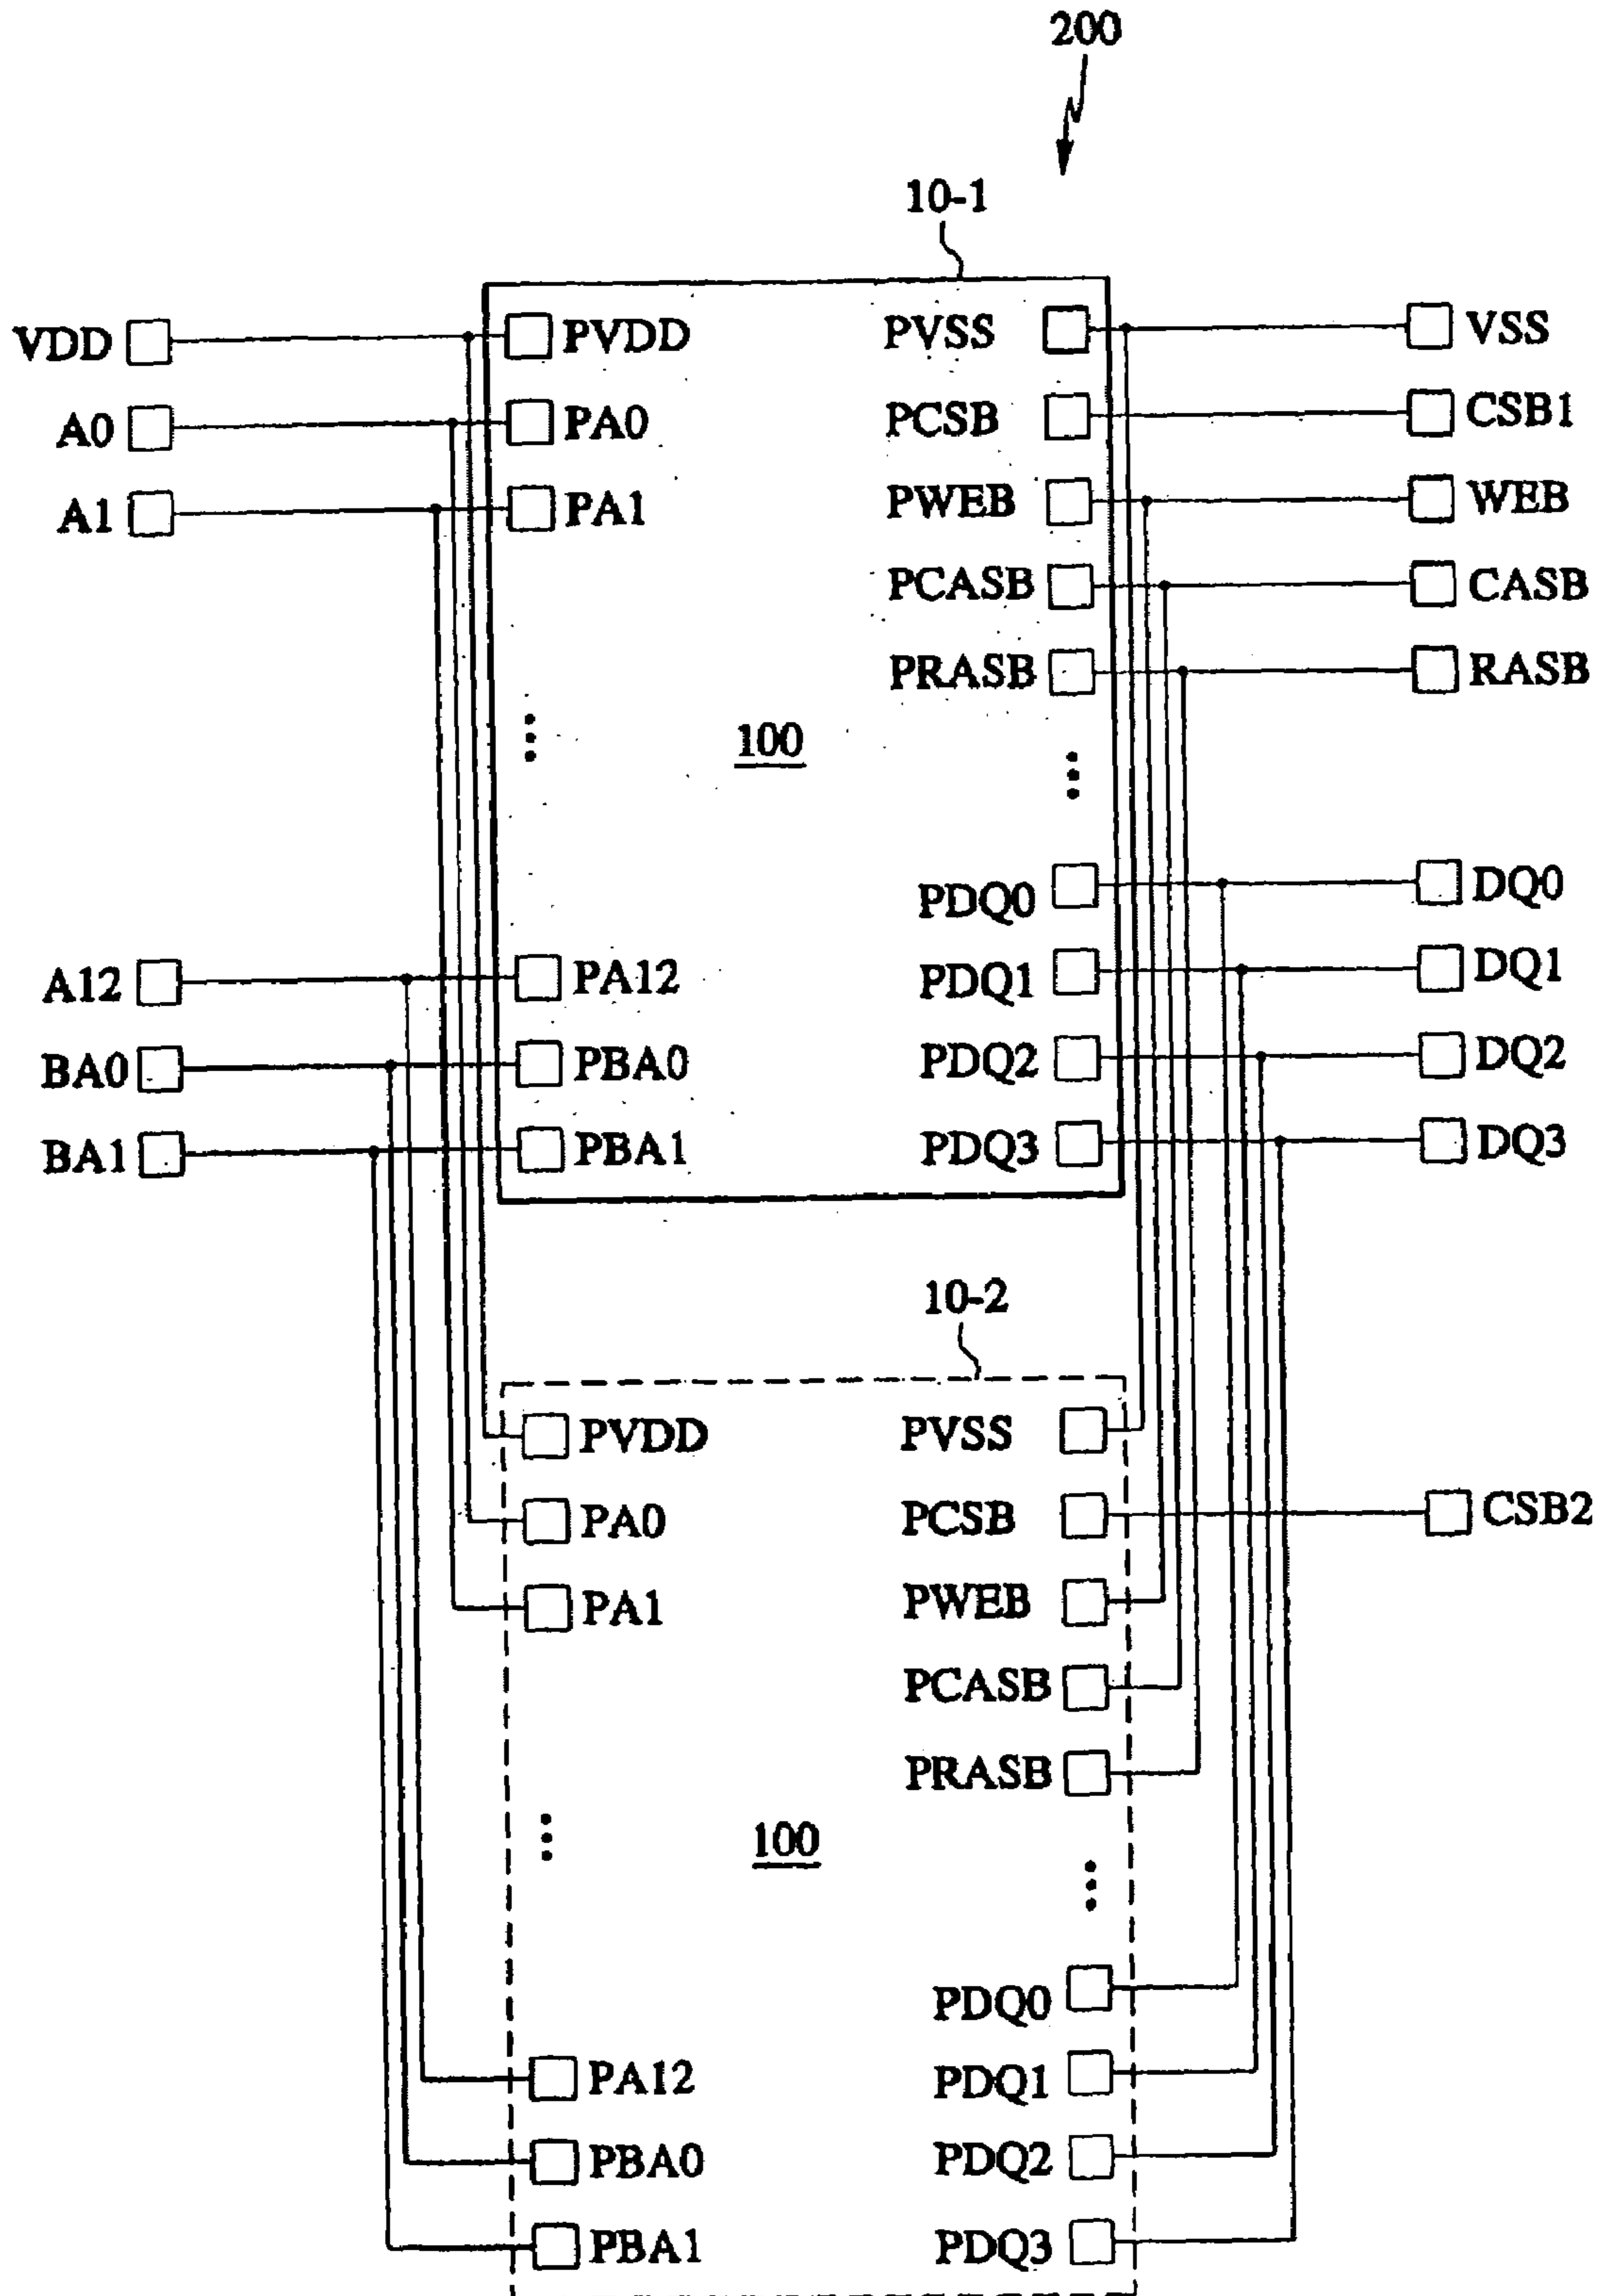 200
10-1
VDD PVDD PVSS VSS
A0 PA0 PCSB CSB1
A1 PA1 PWEB WEB
PCASB CASB
PRASB RASB
100
PDQ0 DQ0
A12 PA12 PDQ1 DQ1
BA0 PBA0 PDQ2 DQ2
BA1 PBA1 PDQ3 DQ3
10-2
PVDD PVSS
PA0 PCSB CSB2
PA1 PWEB
PCASB
PRASB
100
PDQ0
PA12 PDQ1
PBA0 PDQ2
PBA1 PDQ3